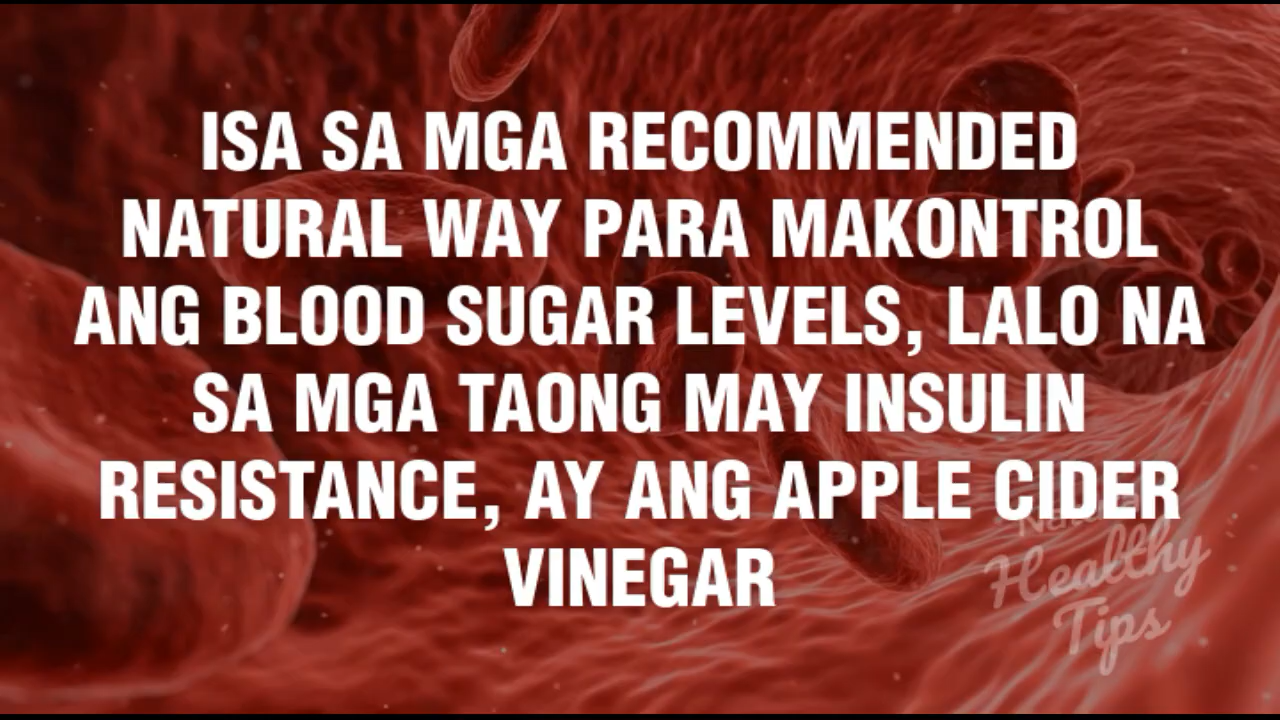 ISA SA MGA RECOMMENDED
NATURAL WAY PARA MAKONTROL
ANG BLOOD SUGAR LEVELS, LALO NA
SA MGA TAONG MAY INSULIN
RESISTANCE, AY ANG APPLE CIDER
VINEGAR
Healthy
Tips